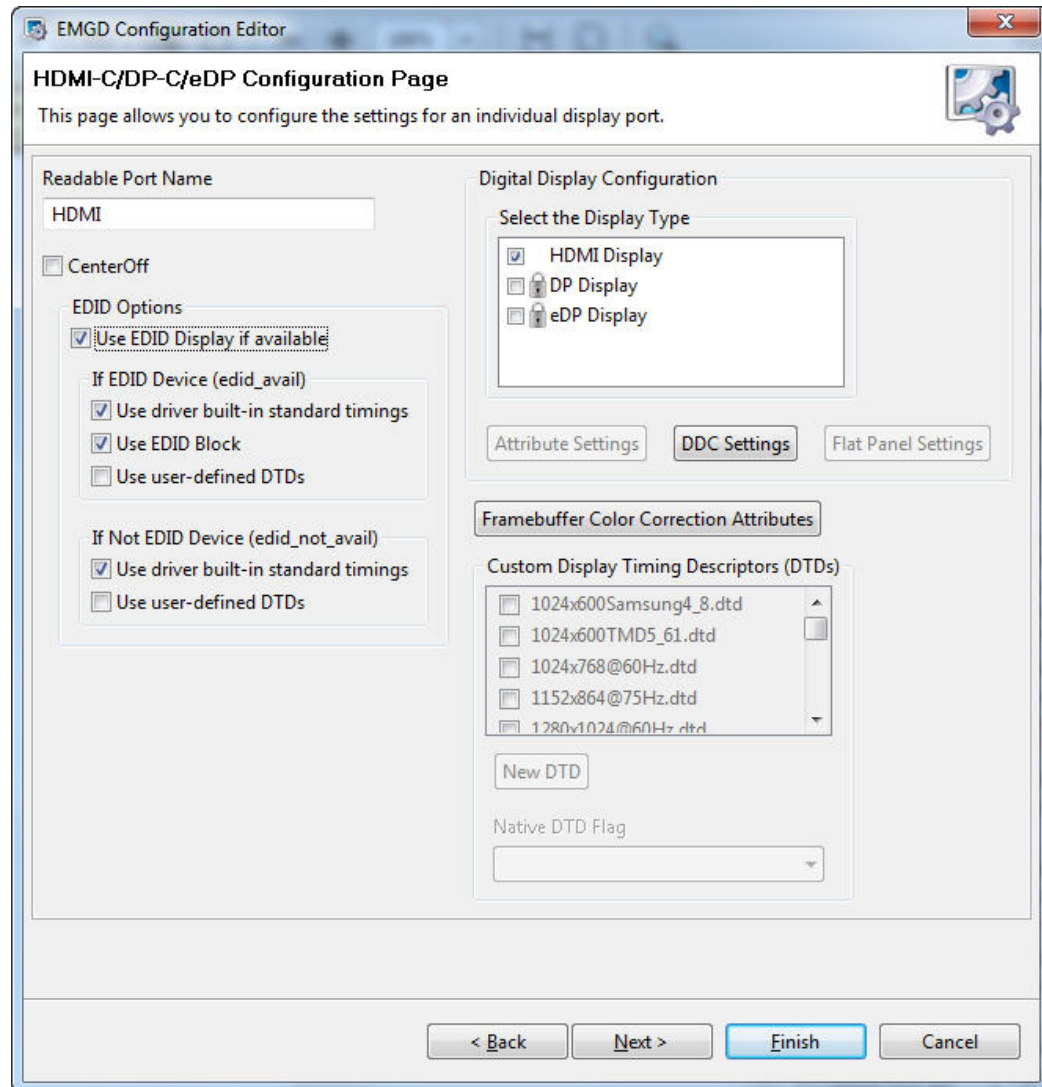 EMGD Configuration Editor
HDMI-C/DP-C/eDP Configuration Page
This page allows you to configure the settings for an individual display port.
Readable Port Name
HDMI
CenterOff
EDID Options
Use EDID Display if available
If EDID Device (edid_avail)
Use driver built-in standard timings
Use EDID Block
Use user-defined DTDs
If Not EDID Device (edid_not_avail)
Use driver built-in standard timings
Use user-defined DTDs
Digital Display Configuration
Select the Display Type
HDMI Display
DP Display
eDP Display
Attribute Settings DDC Settings Flat Panel Settings
Framebuffer Color Correction Attributes
Custom Display Timing Descriptors (DTDs)
1024x600Samsung4_8.dtd
1024x600TMD5_61.dtd
1024x768@60Hz.dtd
1152x864@75Hz.dtd
1280x1024@60Hz.dtd
New DTD
Native DTD Flag
< Back Next > Finish Cancel